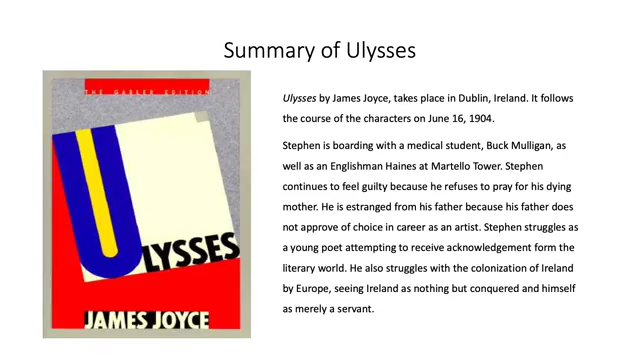 Summary of Ulysses
THE GABLER EDITION
ULYSSES
JAMES JOYCE
Ulysses by James Joyce, takes place in Dublin, Ireland. It follows
the course of the characters on June 16, 1904.
Stephen is boarding with a medical student, Buck Mulligan, as
well as an Englishman Haines at Martello Tower. Stephen
continues to feel guilty because he refuses to pray for his dying
mother. He is estranged from his father because his father does
not approve of choice in career as an artist. Stephen struggles as
a young poet attempting to receive acknowledgement form the
literary world. He also struggles with the colonization of Ireland
by Europe, seeing Ireland as nothing but conquered and himself
as merely a servant.